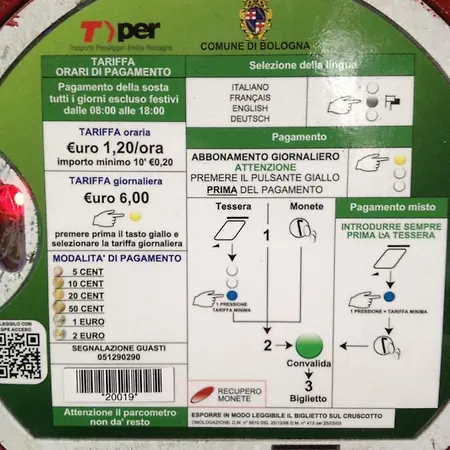 Tper
Trasporto Passeggeri Emilia-Romagna
COMUNE DI BOLOGNA
TARIFFA
ORARI DI PAGAMENTO
Pagamento della sosta
tutti i giorni escluso festivi
dalle 08:00 alle 18:00
TARIFFA oraria
€uro 1,20/ora
importo minimo 10' €0,20
TARIFFA giornaliera
€uro 6,00
premere prima il tasto giallo e
selezionare la tariffa giornaliera
MODALITA' DI PAGAMENTO
5 CENT
10 CENT
20 CENT
50 CENT
1 EURO
2 EURO
SEGNALAZIONE GUASTI
051290290
"20019"
Attenzione il parcometro
non da' resto
LEGGILO CON
GPS ACCESO
Selezione della lingua
ITALIANO
FRANÇAIS
ENGLISH
DEUTSCH
Pagamento
ABBONAMENTO GIORNALIERO
ATTENZIONE
PREMERE IL PULSANTE GIALLO
PRIMA DEL PAGAMENTO
Tessera
Monete
1
1 PRESSIONE
TARIFFA MINIMA
2
Convalida
3
Biglietto
RECUPERO
MONETE
Pagamento misto
INTRODURRE SEMPRE
PRIMA LA TESSERA
1 PRESSIONE = TARIFFA MINIMA
ESPORRE IN MODO LEGGIBILE IL BIGLIETTO SUL CRUSCOTTO